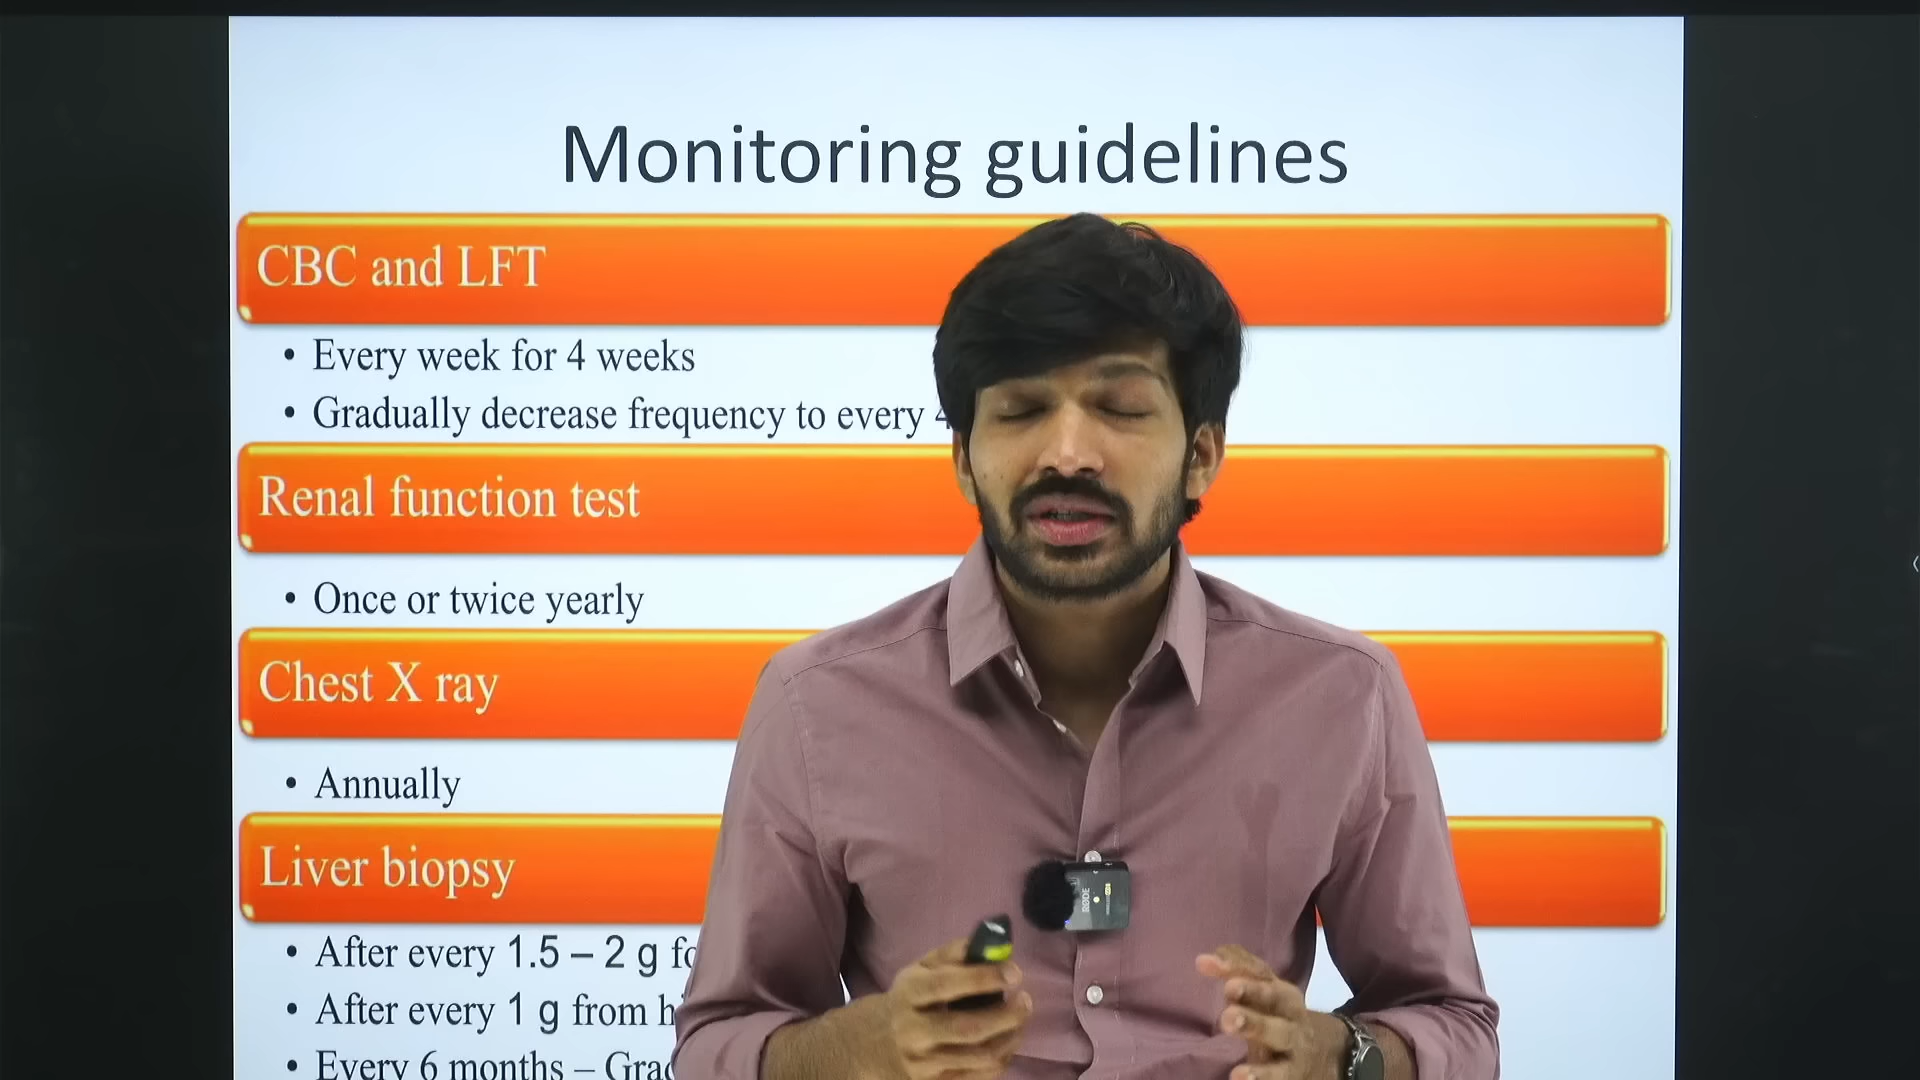 Monitoring guidelines
CBC and LFT
• Every week for 4 weeks
• Gradually decrease frequency to every
Renal function test
• Once or twice yearly
Chest X ray
• Annually
Liver biopsy
• After every 1.5 – 2 g
• After every 1 g from
• Every 6 months –
RODE